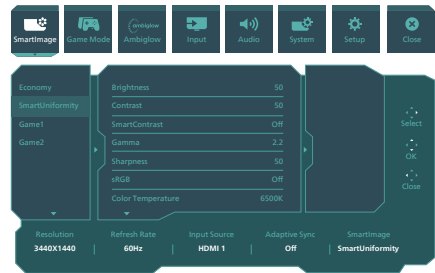 ambiglow
SmartImage Game Mode Ambiglow Input Audio System Setup Close
Economy
SmartUniformity
Game1
Game2
Brightness 50
Contrast 50
SmartContrast Off
Gamma 2.2
Sharpness 50
sRGB Off
Color Temperature 6500K
Select
OK
Close
Resolution Refresh Rate Input Source Adaptive Sync SmartImage
3440X1440 | 60Hz | HDMI 1 | Off | SmartUniformity